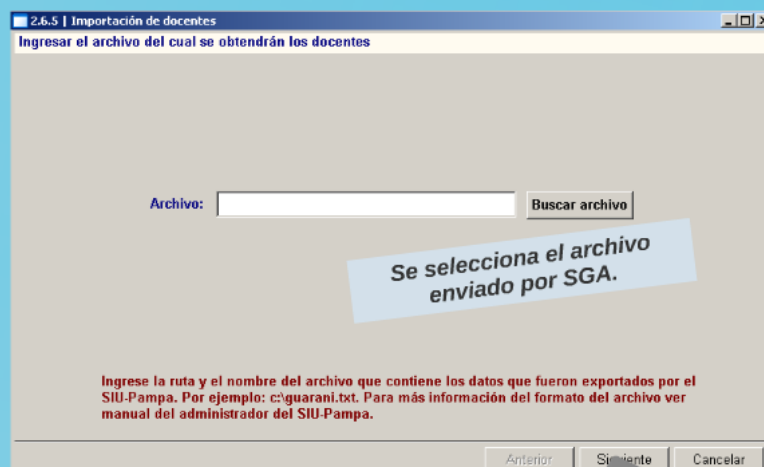 2.6.5 | Importación de docentes
Ingresar el archivo del cual se obtendrán los docentes
Archivo:
Buscar archivo
Se selecciona el archivo
enviado por SGA.
Ingrese la ruta y el nombre del archivo que contiene los datos que fueron exportados por el
SIU-Pampa. Por ejemplo: c:\guarani.txt. Para más información del formato del archivo ver
manual del administrador del SIU-Pampa.
Anterior
Siguiente
Cancelar